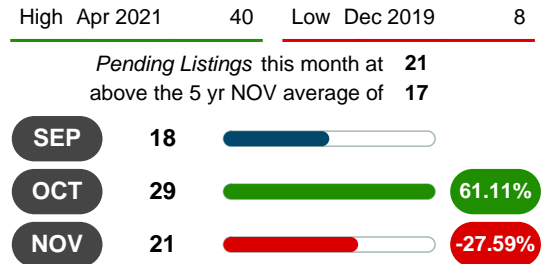 High Apr 2021 40 Low Dec 2019 8
Pending Listings this month at 21
above the 5 yr NOV average of 17
SEP 18
OCT 29 61.11%
NOV 21 -27.59%